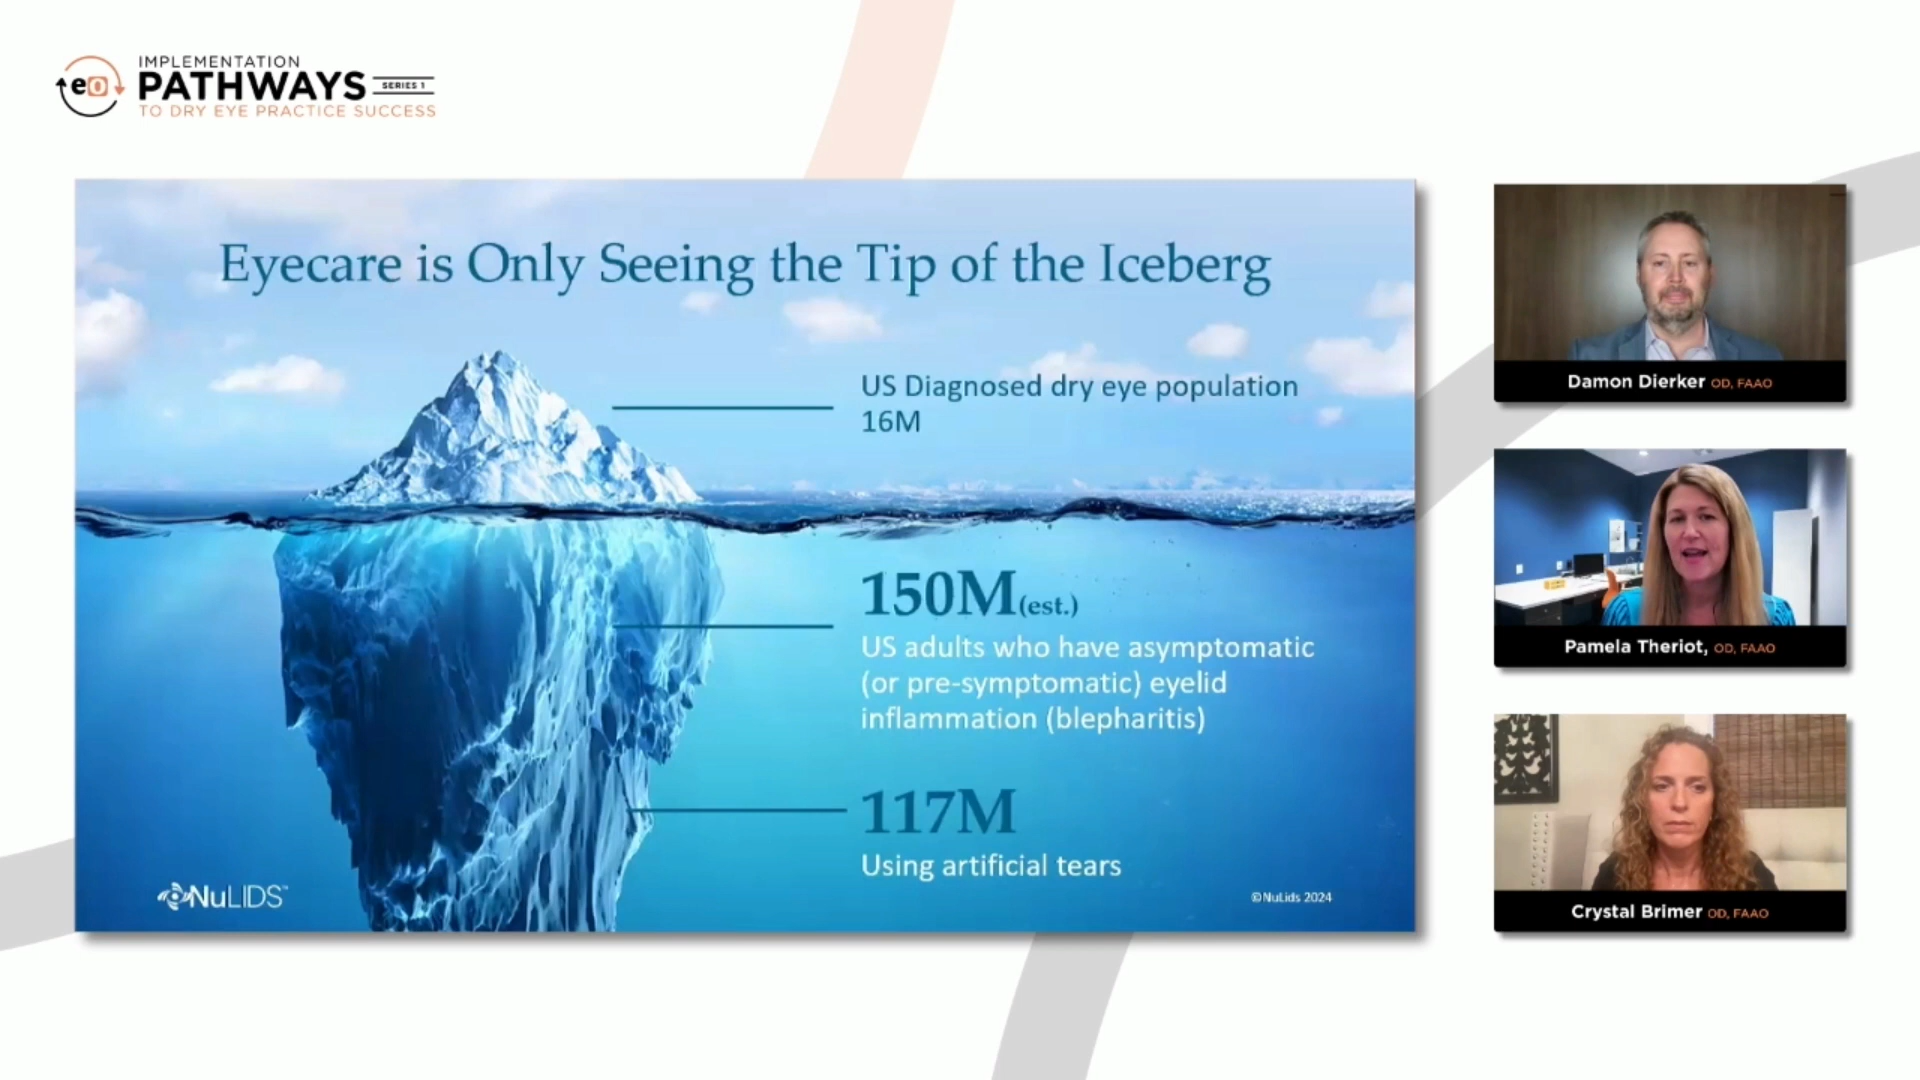 eo
IMPLEMENTATION
PATHWAYS
SERIES 1
TO DRY EYE PRACTICE SUCCESS
Eyecare is Only Seeing the Tip of the Iceberg
US Diagnosed dry eye population
16M
150M(est.)
US adults who have asymptomatic
(or pre-symptomatic) eyelid
inflammation (blepharitis)
117M
Using artificial tears
NuLIDS™
©NuLids 2024
Damon Dierker OD, FAAO
Pamela Theriot, OD, FAAO
Crystal Brimer OD, FAAO